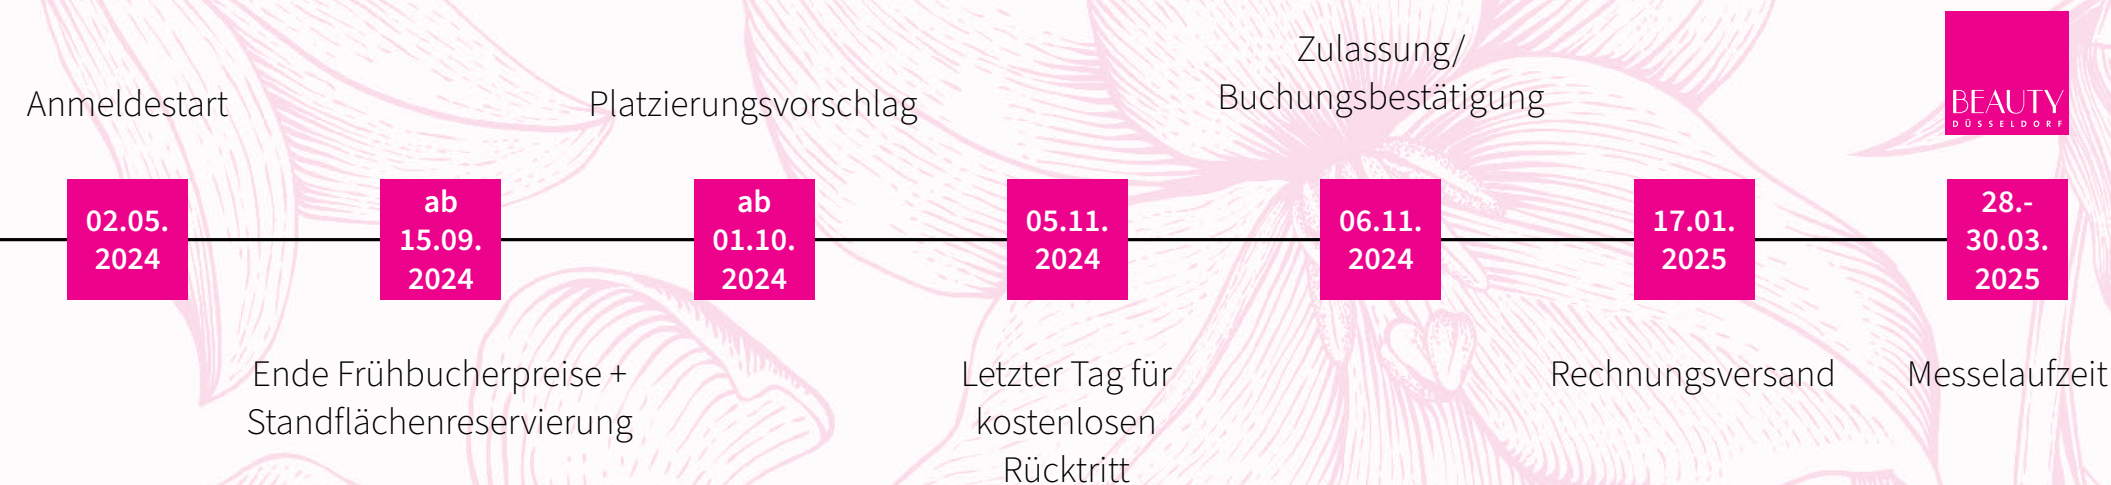 Anmeldestart
02.05.
2024
ab
15.09.
2024
Ende Frühbucherpreise +
Standflächenreservierung
Platzierungsvorschlag
ab
01.10.
2024
05.11.
2024
Letzter Tag für
kostenlosen
Rücktritt
Zulassung/
Buchungsbestätigung
06.11.
2024
17.01.
2025
Rechnungsversand
BEAUTY
DÜSSELDORF
28.-
30.03.
2025
Messelaufzeit